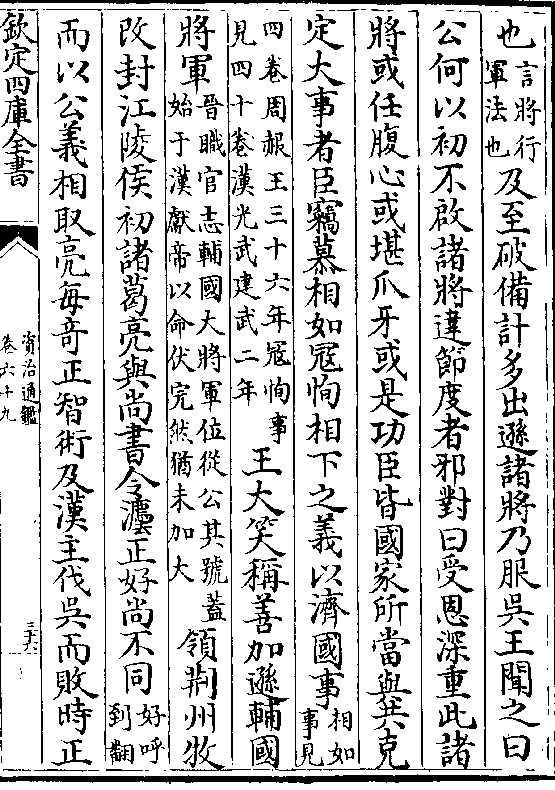 也言將行軍法也及至破備計多出遜諸將乃服吳王聞之曰
公何以初不啟諸將違節度者邪對曰受恩深重此諸
將或任腹心或堪爪牙或是功臣皆國家所當與共克
定大事者臣竊慕相如寇恂相下之義以濟國事相如事見
四卷周赧王三十六年寇恂事見四十卷漢光武建武二年王大笑稱善加遜輔國
將軍晉職官志輔國大將軍位從公其號蓋始于漢獻帝以命伏完然猶未加大領荆州牧
改封江陵侯初諸葛亮與尚書令灋正好尚不同好呼到翻
而以公義相取亮每奇正智術及漢主伐吳而敗時正
欽定四庫全書
資治通鑑
卷六十九
三十六